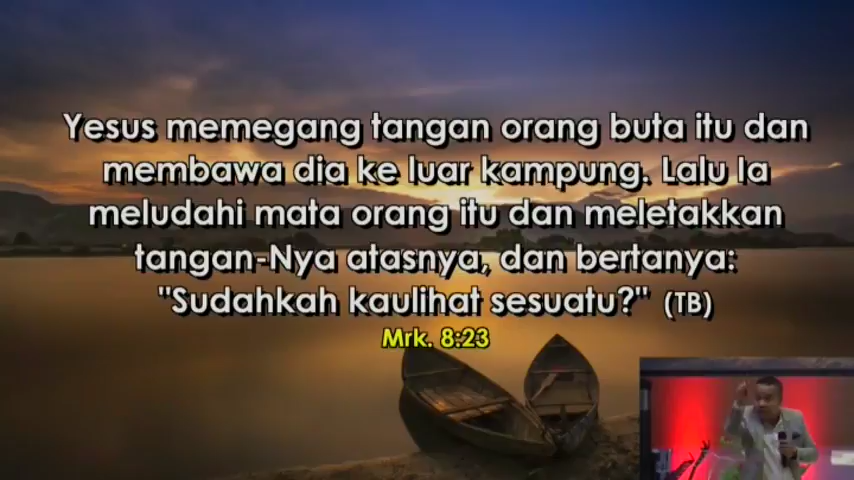 Yesus memegang tangan orang buta itu dan
membawa dia ke luar kampung. Lalu Ia
meludahi mata orang itu dan meletakkan
tangan-Nya atasnya, dan bertanya:
"Sudahkah kaulihat sesuatu?" (TB)
Mrk. 8:23